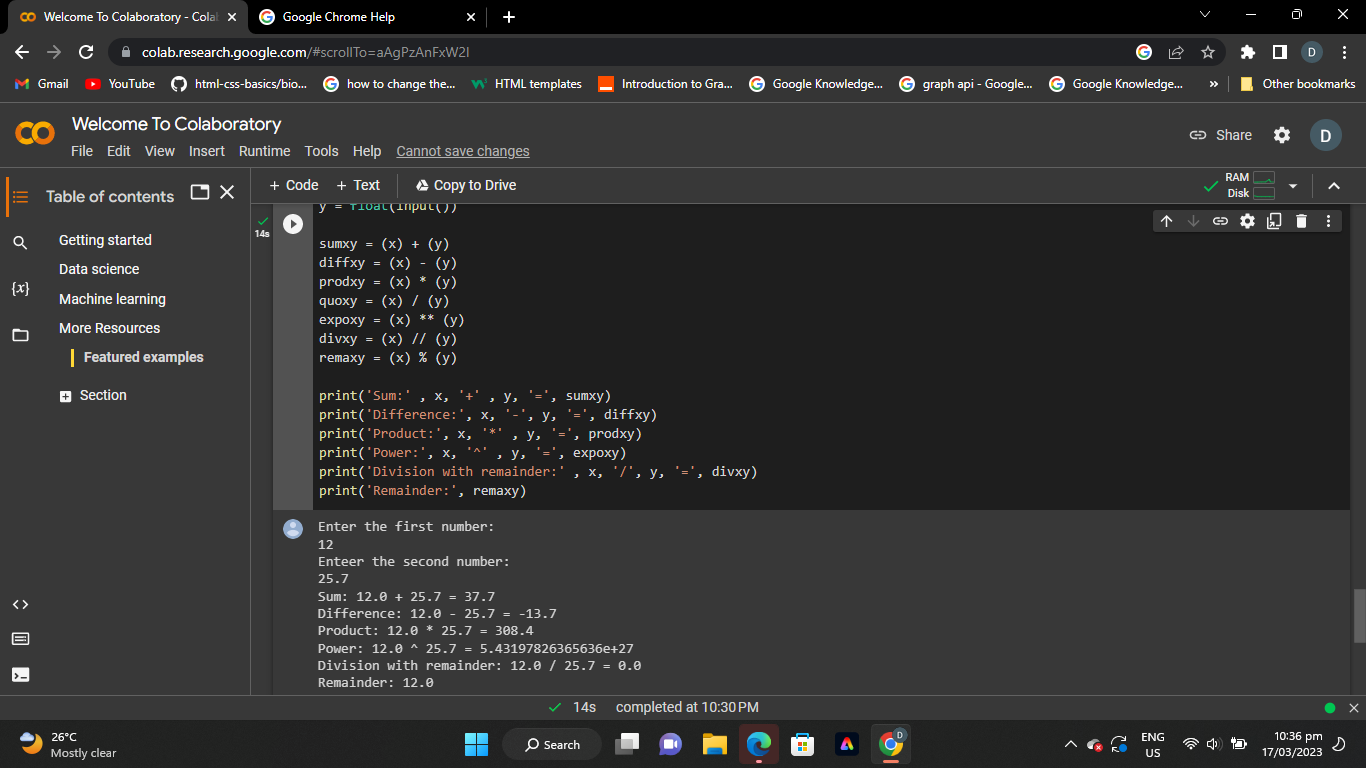 Welcome To Colaboratory - Cola
Google Chrome Help
colab.research.google.com/#scrollTo=aAgPzAnFxW2I
D
Gmail
YouTube
html-css-basics/bio...
how to change the...
HTML templates
Introduction to Gra...
Google Knowledge...
graph api - Google...
Google Knowledge...
»
Other bookmarks
Welcome To Colaboratory
File Edit View Insert Runtime Tools Help Cannot save changes
Share
D
Table of contents
+ Code + Text Copy to Drive
RAM
Disk
Getting started
Data science
Machine learning
More Resources
Featured examples
Section
{x}
14s
y = float(input())
sumxy = (x) + (y)
diffxy = (x) - (y)
prodxy = (x) * (y)
quoxy = (x) / (y)
expoxy = (x) ** (y)
divxy = (x) // (y)
remaxy = (x) % (y)
print('Sum:' , x, '+' , y, '=', sumxy)
print('Difference:', x, '-', y, '=', diffxy)
print('Product:', x, '*' , y, '=', prodxy)
print('Power:', x, '^' , y, '=', expoxy)
print('Division with remainder:' , x, '/', y, '=', divxy)
print('Remainder:', remaxy)
Enter the first number:
12
Enteer the second number:
25.7
Sum: 12.0 + 25.7 = 37.7
Difference: 12.0 - 25.7 = -13.7
Product: 12.0 * 25.7 = 308.4
Power: 12.0 ^ 25.7 = 5.43197826365636e+27
Division with remainder: 12.0 / 25.7 = 0.0
Remainder: 12.0
14s completed at 10:30 PM
26°C
Mostly clear
Search
D
ENG
US
10:36 pm
17/03/2023